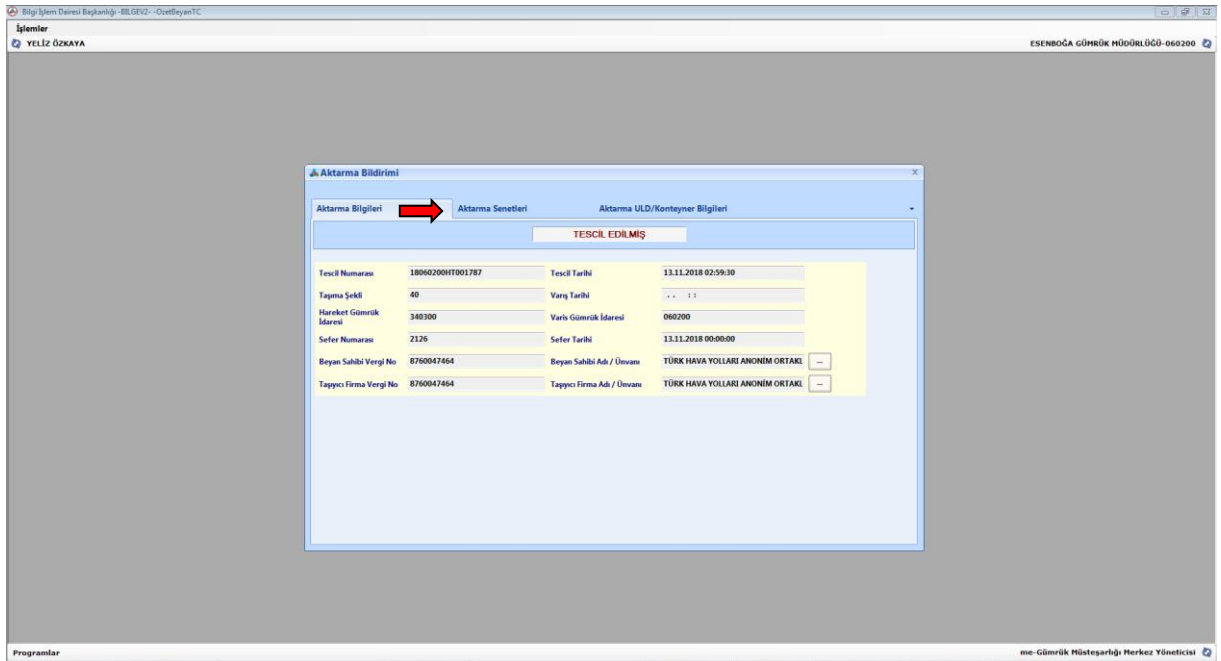 Bilgi İşlem Dairesi Başkanlığı -BILGEV2- -OzetBeyanTC
İşlemler
YELİZ ÖZKAYA ESENBOĞA GÜMRÜK MÜDÜRLÜĞÜ-060200
Aktarma Bildirimi x
Aktarma Bilgileri Aktarma Senetleri Aktarma ULD/Konteyner Bilgileri
TESCİL EDİLMİŞ
Tescil Numarası 18060200HT001787 Tescil Tarihi 13.11.2018 02:59:30
Taşıma Şekli 40 Varış Tarihi . . : :
Hareket Gümrük İdaresi 340300 Varis Gümrük İdaresi 060200
Sefer Numarası 2126 Sefer Tarihi 13.11.2018 00:00:00
Beyan Sahibi Vergi No 8760047464 Beyan Sahibi Adı / Ünvanı TÜRK HAVA YOLLARI ANONİM ORTAKL ...
Taşıyıcı Firma Vergi No 8760047464 Taşıyıcı Firma Adı / Ünvanı TÜRK HAVA YOLLARI ANONİM ORTAKL ...
Programlar me-Gümrük Müsteşarlığı Merkez Yöneticisi